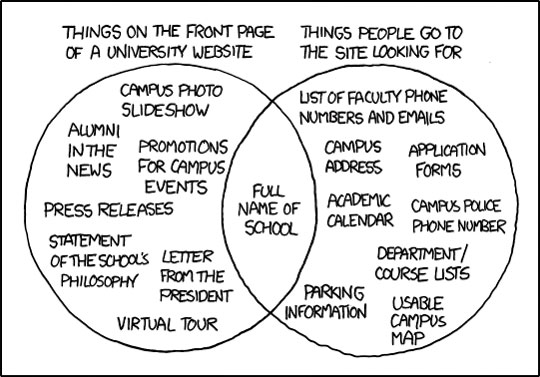 THINGS ON THE FRONT PAGE
OF A UNIVERSITY WEBSITE
THINGS PEOPLE GO TO
THE SITE LOOKING FOR
CAMPUS PHOTO
SLIDESHOW
ALUMNI
IN THE
NEWS
PROMOTIONS
FOR CAMPUS
EVENTS
PRESS RELEASES
STATEMENT
OF THE SCHOOL'S
PHILOSOPHY
LETTER
FROM THE
PRESIDENT
VIRTUAL TOUR
FULL
NAME OF
SCHOOL
LIST OF FACULTY PHONE
NUMBERS AND EMAILS
CAMPUS
ADDRESS
APPLICATION
FORMS
ACADEMIC
CALENDAR
CAMPUS POLICE
PHONE NUMBER
DEPARTMENT/
COURSE LISTS
PARKING
INFORMATION
USABLE
CAMPUS
MAP